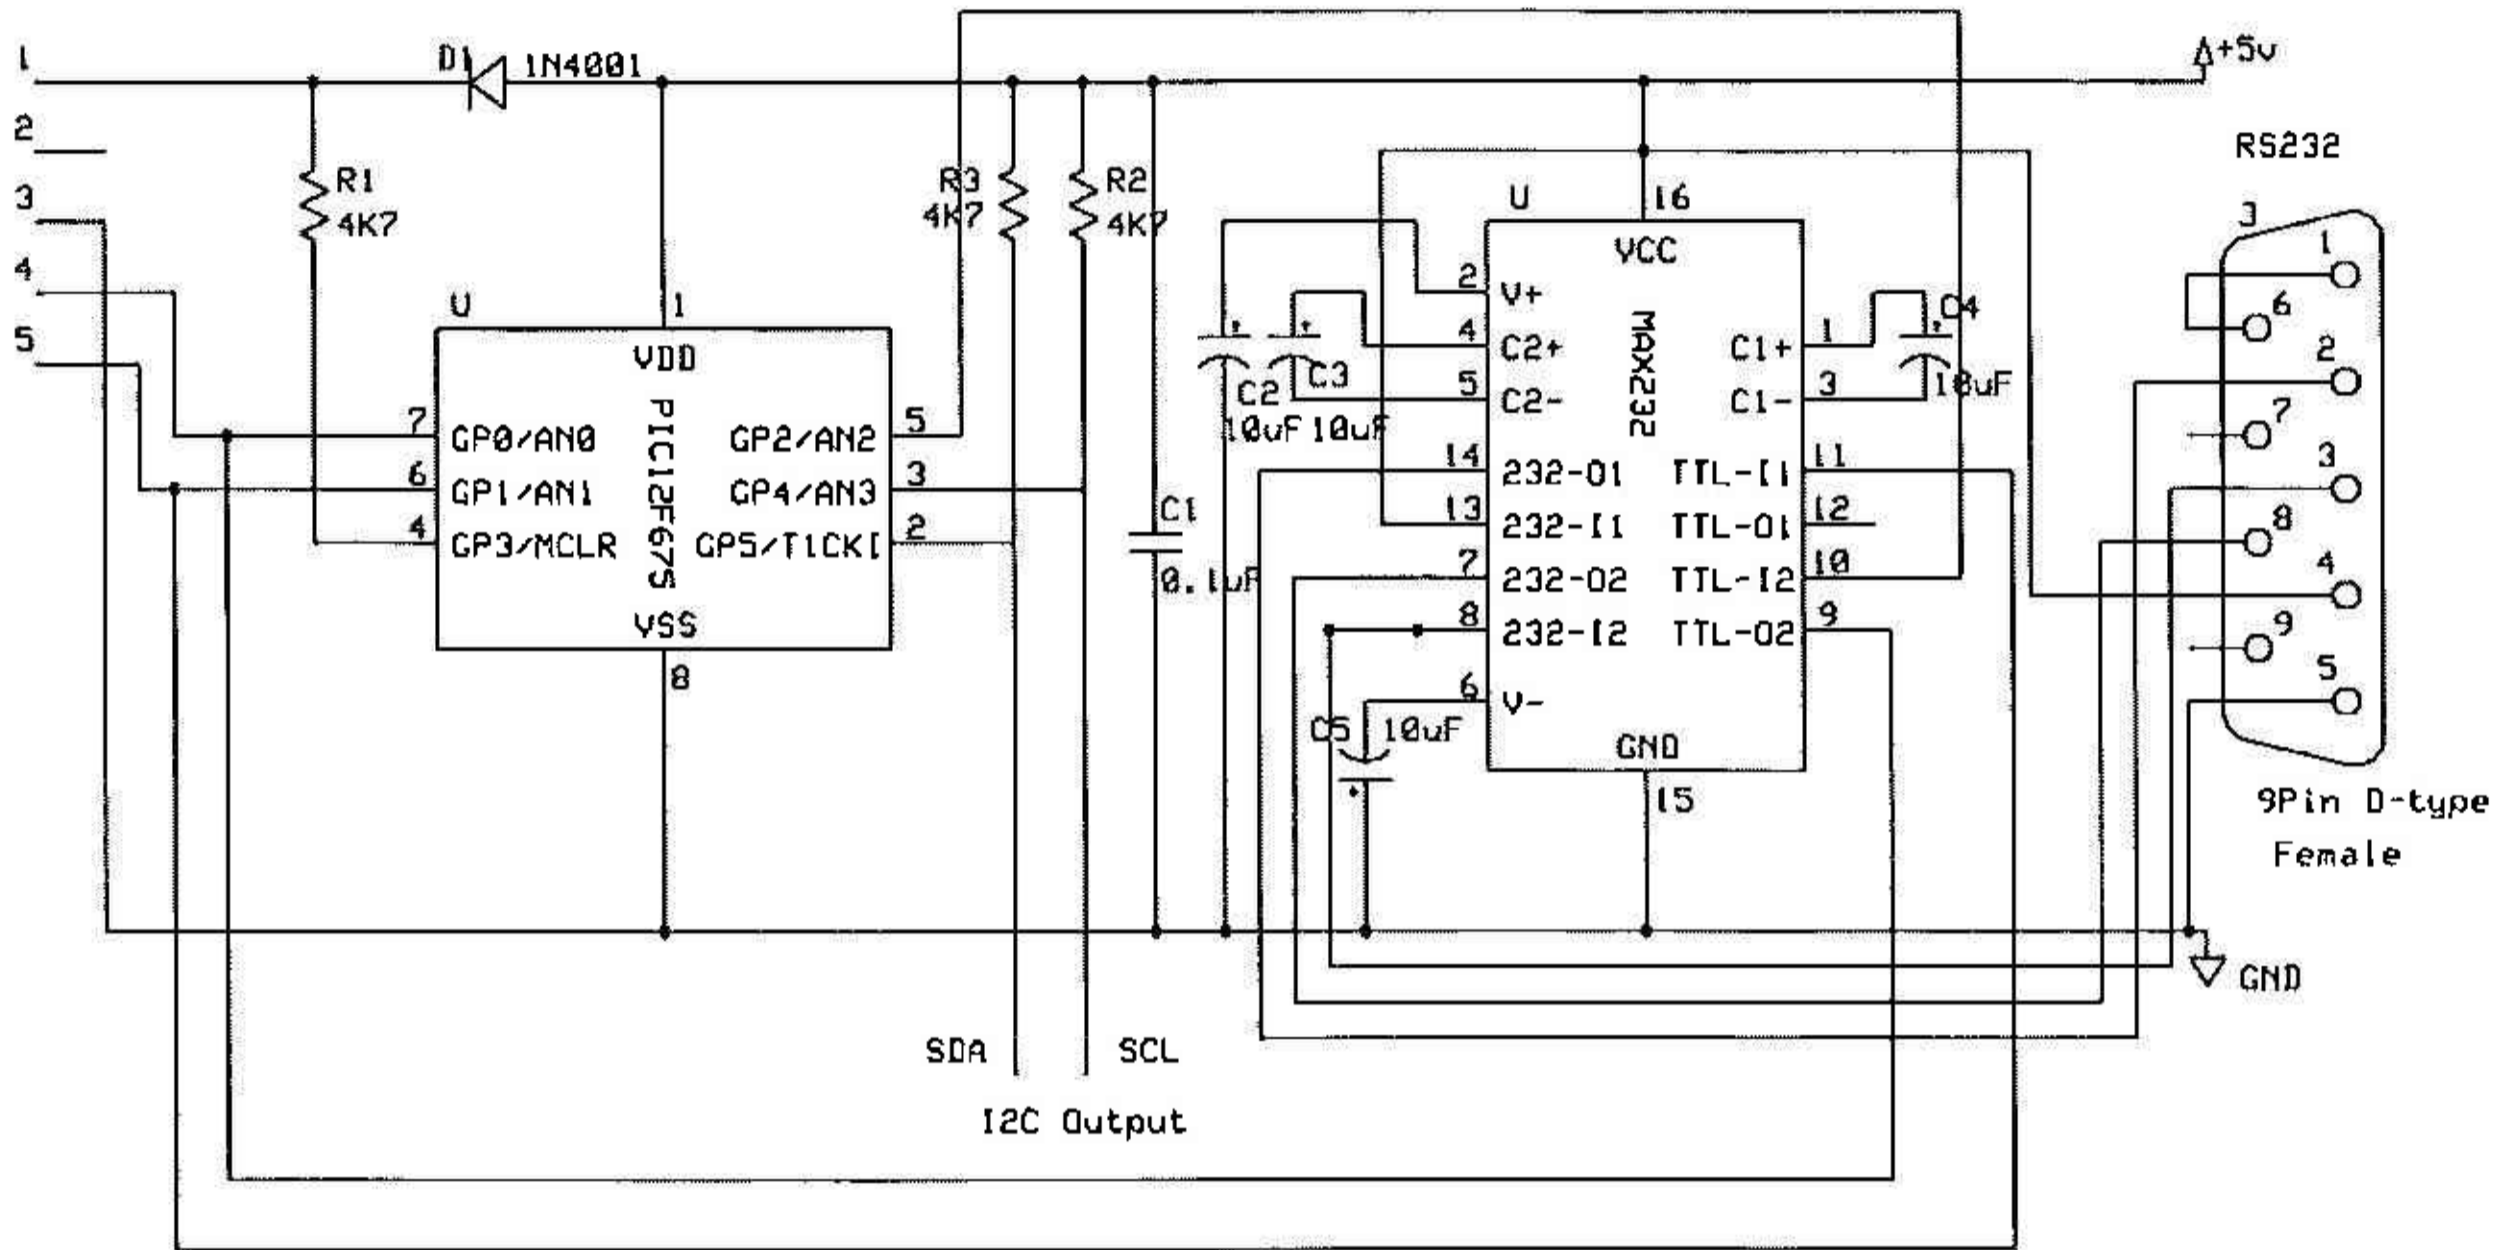 1
D1
1N4001
+5v
2
3
4
5
R1
4K7
R3
4K7
R2
4K7
RS232
U
1
VDD
PIC12F675
7
GP0/AN0
6
GP1/AN1
4
GP3/MCLR
GP2/AN2
5
GP4/AN3
3
GP5/T1CKI
2
VSS
8
C1
0.1uF
C2
10uF
C3
10uF
U
16
VCC
MAX232
2
V+
4
C2+
5
C2-
14
232-O1
13
232-I1
7
232-O2
8
232-I2
6
V-
C1+
1
C1-
3
TTL-I1
11
TTL-O1
12
TTL-I2
10
TTL-O2
9
GND
15
C4
10uF
C5
10uF
J
1
6
2
7
3
8
4
9
5
9Pin D-type
Female
GND
SDA
SCL
I2C Output